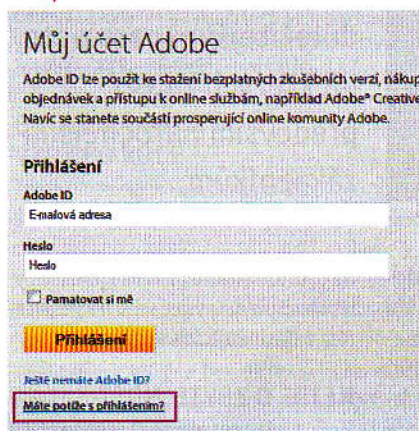 Můj účet Adobe
Adobe ID lze použít ke stažení bezplatných zkušebních verzí, nákup
objednávek a přístupu k online službám, například Adobe® Creative
Navíc se stanete součástí prosperující online komunity Adobe.
Přihlášení
Adobe ID
E-mailová adresa
Heslo
Heslo
Pamatovat si mě
Přihlášení
Ještě nemáte Adobe ID?
Máte potíže s přihlášením?